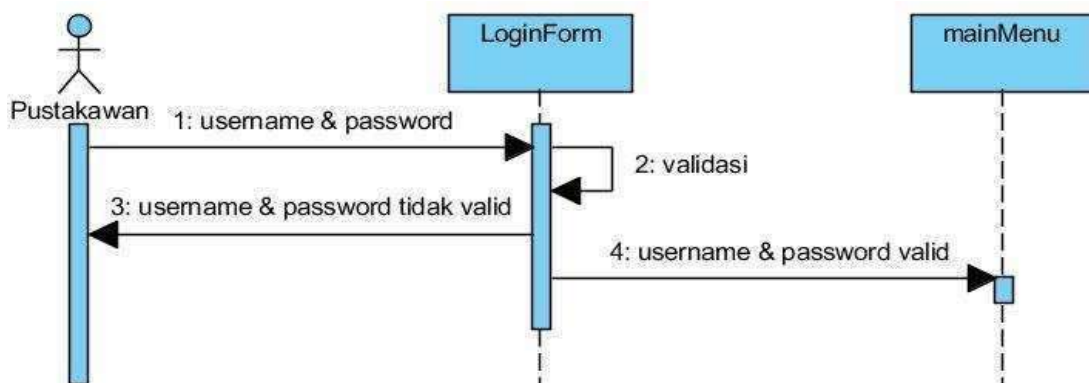 LoginForm
mainMenu
Pustakawan
1: username & password
2: validasi
3: username & password tidak valid
4: username & password valid